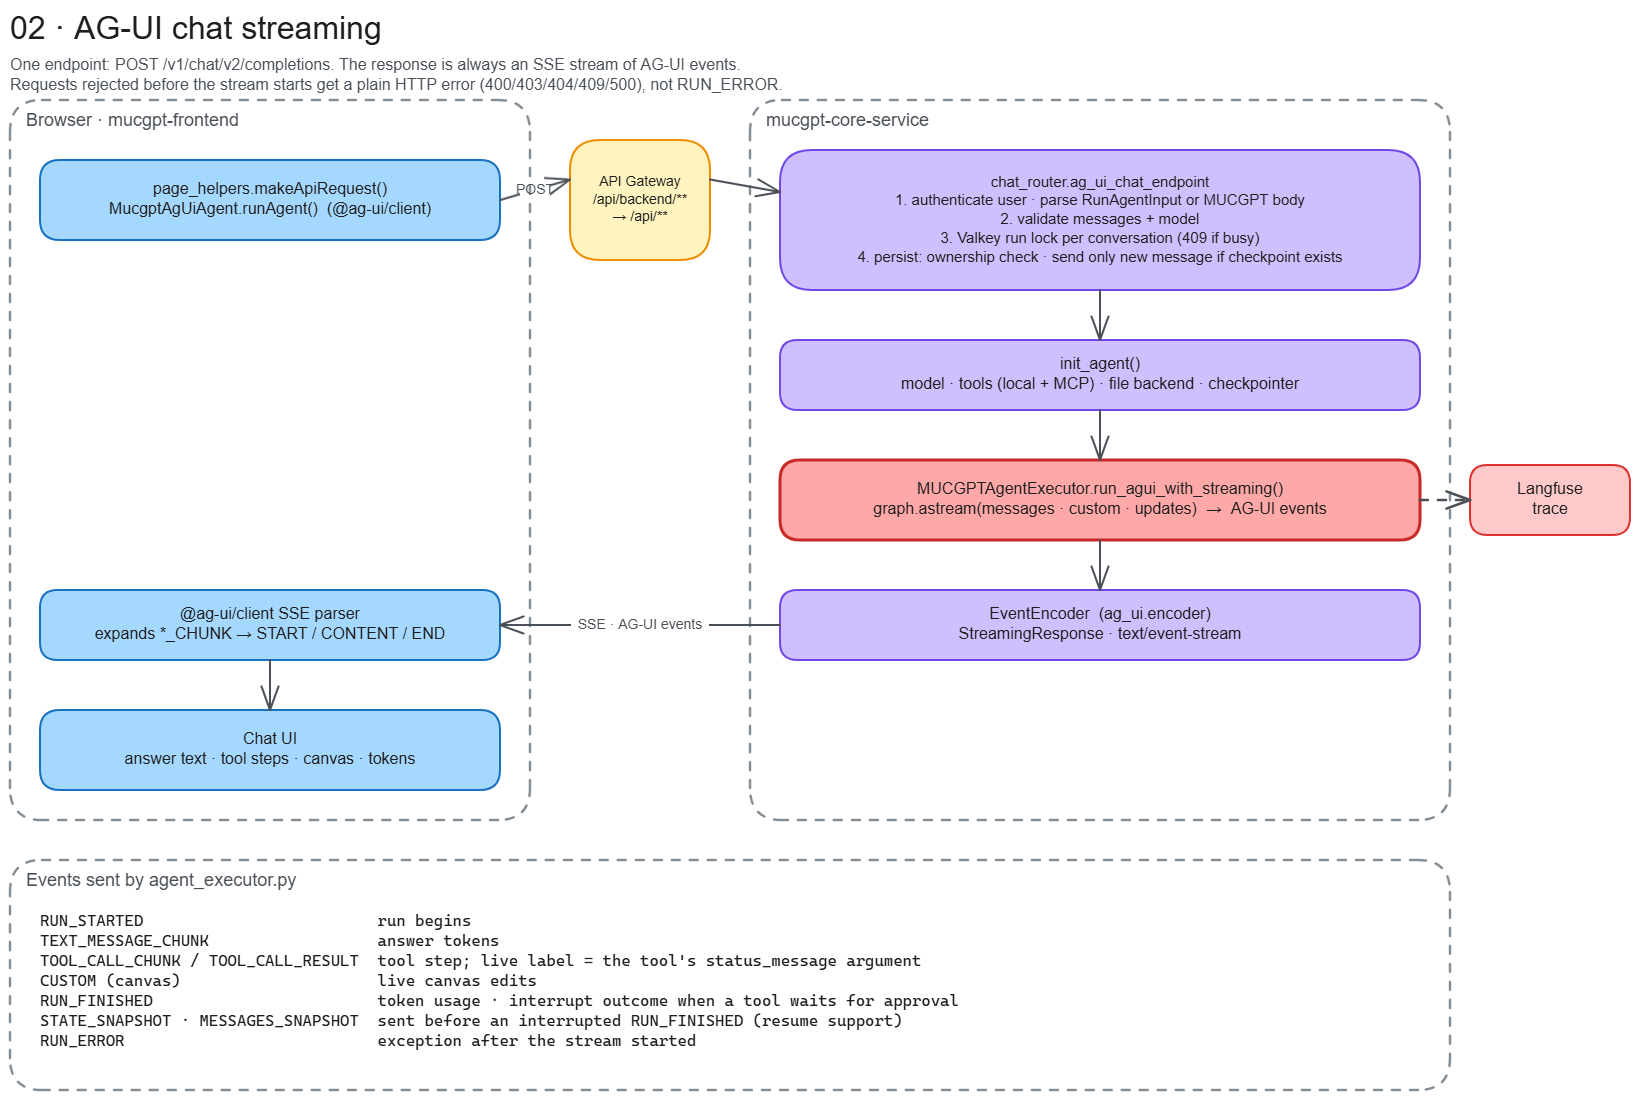 02 · AG-UI chat streaming
One endpoint: POST /v1/chat/v2/completions. The response is always an SSE stream of AG-UI events.
Requests rejected before the stream starts get a plain HTTP error (400/403/404/409/500), not RUN_ERROR.
Browser · mucgpt-frontend
page_helpers.makeApiRequest()
MucgptAgUiAgent.runAgent() (@ag-ui/client)
POST
API Gateway
/api/backend/**
→ /api/**
mucgpt-core-service
chat_router.ag_ui_chat_endpoint
1. authenticate user · parse RunAgentInput or MUCGPT body
2. validate messages + model
3. Valkey run lock per conversation (409 if busy)
4. persist: ownership check · send only new message if checkpoint exists
init_agent()
model · tools (local + MCP) · file backend · checkpointer
MUCGPTAgentExecutor.run_agui_with_streaming()
graph.astream(messages · custom · updates) → AG-UI events
Langfuse
trace
EventEncoder (ag_ui.encoder)
StreamingResponse · text/event-stream
SSE · AG-UI events
@ag-ui/client SSE parser
expands *_CHUNK → START / CONTENT / END
Chat UI
answer text · tool steps · canvas · tokens
Events sent by agent_executor.py
RUN_STARTED run begins
TEXT_MESSAGE_CHUNK answer tokens
TOOL_CALL_CHUNK / TOOL_CALL_RESULT tool step; live label = the tool's status_message argument
CUSTOM (canvas) live canvas edits
RUN_FINISHED token usage · interrupt outcome when a tool waits for approval
STATE_SNAPSHOT · MESSAGES_SNAPSHOT sent before an interrupted RUN_FINISHED (resume support)
RUN_ERROR exception after the stream started